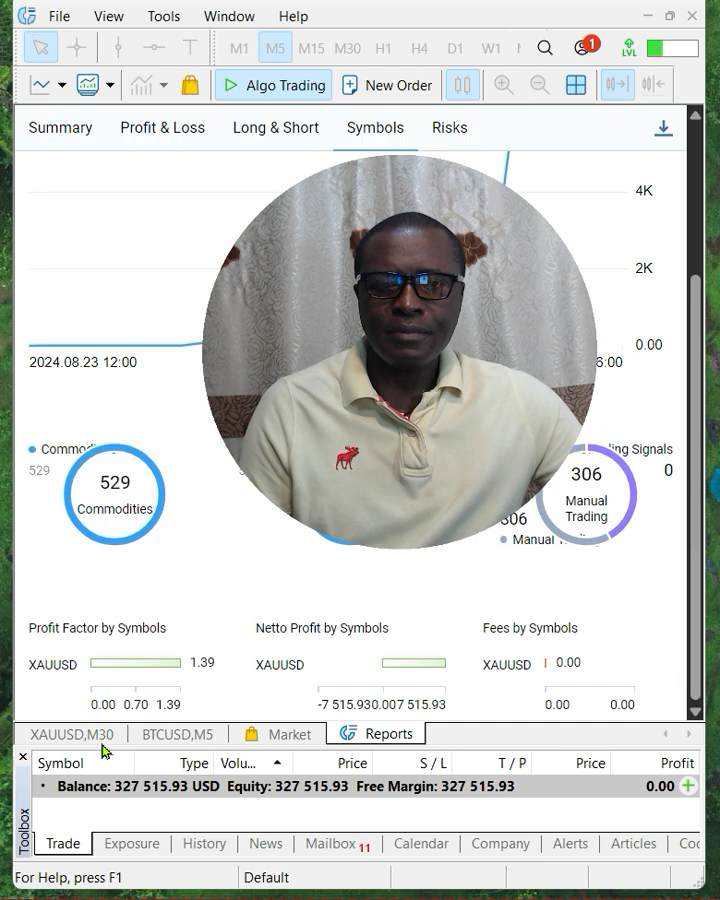 File View Tools Window Help
M1 M5 M15 M30 H1 H4 D1 W1 1 LVL
Algo Trading New Order
Summary Profit & Loss Long & Short Symbols Risks
4K
2K
0.00
2024.08.23 12:00 6:00
Commodi ing Signals
529 0
529
Commodities
306
Manual
Trading
306
Manual
Profit Factor by Symbols Netto Profit by Symbols Fees by Symbols
XAUUSD 1.39 XAUUSD XAUUSD 0.00
0.00 0.70 1.39 -7 515.93 0.00 7 515.93 0.00 0.00
XAUUSD,M30 BTCUSD,M5 Market Reports
Symbol Type Volu... Price S / L T / P Price Profit
Balance: 327 515.93 USD Equity: 327 515.93 Free Margin: 327 515.93 0.00
Toolbox
Trade Exposure History News Mailbox 11 Calendar Company Alerts Articles
For Help, press F1 Default